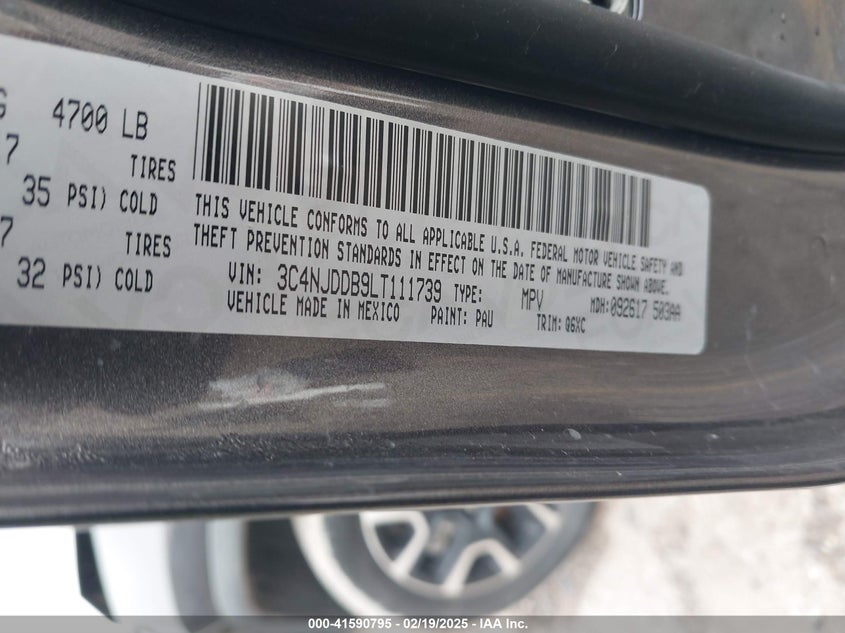 G 4700 LB
7 TIRES
35 PSI) COLD
7 TIRES
32 PSI) COLD
THIS VEHICLE CONFORMS TO ALL APPLICABLE U.S.A. FEDERAL MOTOR VEHICLE SAFETY AND
THEFT PREVENTION STANDARDS IN EFFECT ON THE DATE OF MANUFACTURE SHOWN ABOVE.
VIN: 3C4NJDDB9LT111739 TYPE: MPV MDH:092617 503AA
VEHICLE MADE IN MEXICO PAINT: PAU TRIM: Q6XC
000-41590795 - 02/19/2025 - IAA Inc.